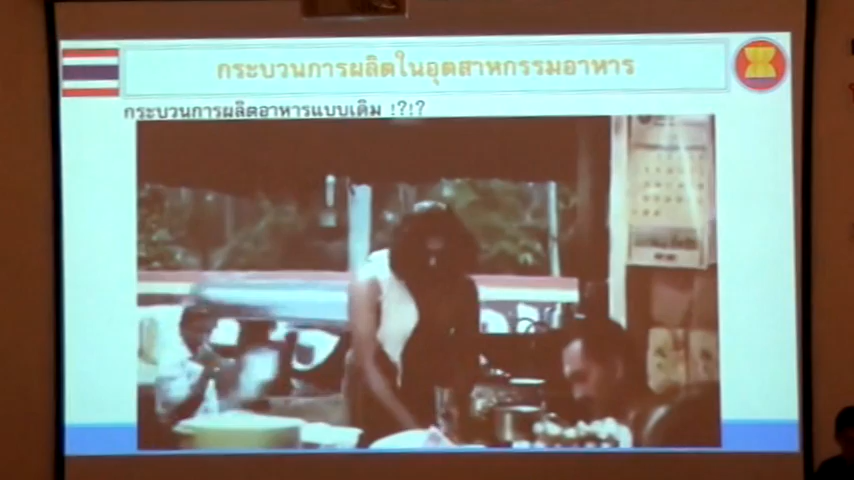 กระบวนการผลิตในอุตสาหกรรมอาหาร
กระบวนการผลิตอาหารแบบเดิม !?!?